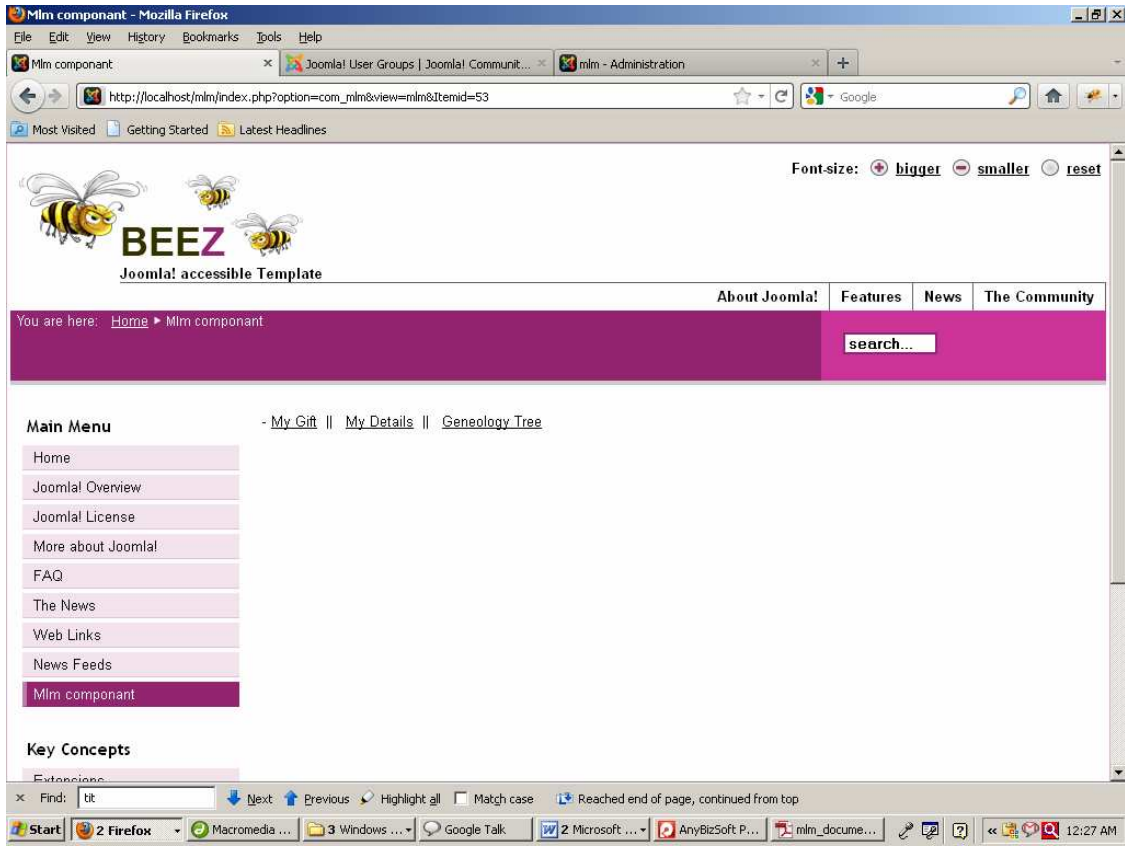 Mlm componant - Mozilla Firefox
File Edit View History Bookmarks Tools Help
Mlm componant
Joomla! User Groups | Joomla! Communit...
mlm - Administration
http://localhost/mlm/index.php?option=com_mlm&view=mlm&Itemid=53
Google
Most Visited Getting Started Latest Headlines
Font-size: bigger smaller reset
BEEZ
Joomla! accessible Template
About Joomla! Features News The Community
You are here: Home Mlm componant
search...
Main Menu
- My Gift || My Details || Geneology Tree
Home
Joomla! Overview
Joomla! License
More about Joomla!
FAQ
The News
Web Links
News Feeds
Mlm componant
Key Concepts
Extensions
× Find: tit Next Previous Highlight all Match case Reached end of page, continued from top
Start 2 Firefox Macromedia ... 3 Windows ... Google Talk 2 Microsoft ... AnyBizSoft P... mlm_docume... « 12:27 AM